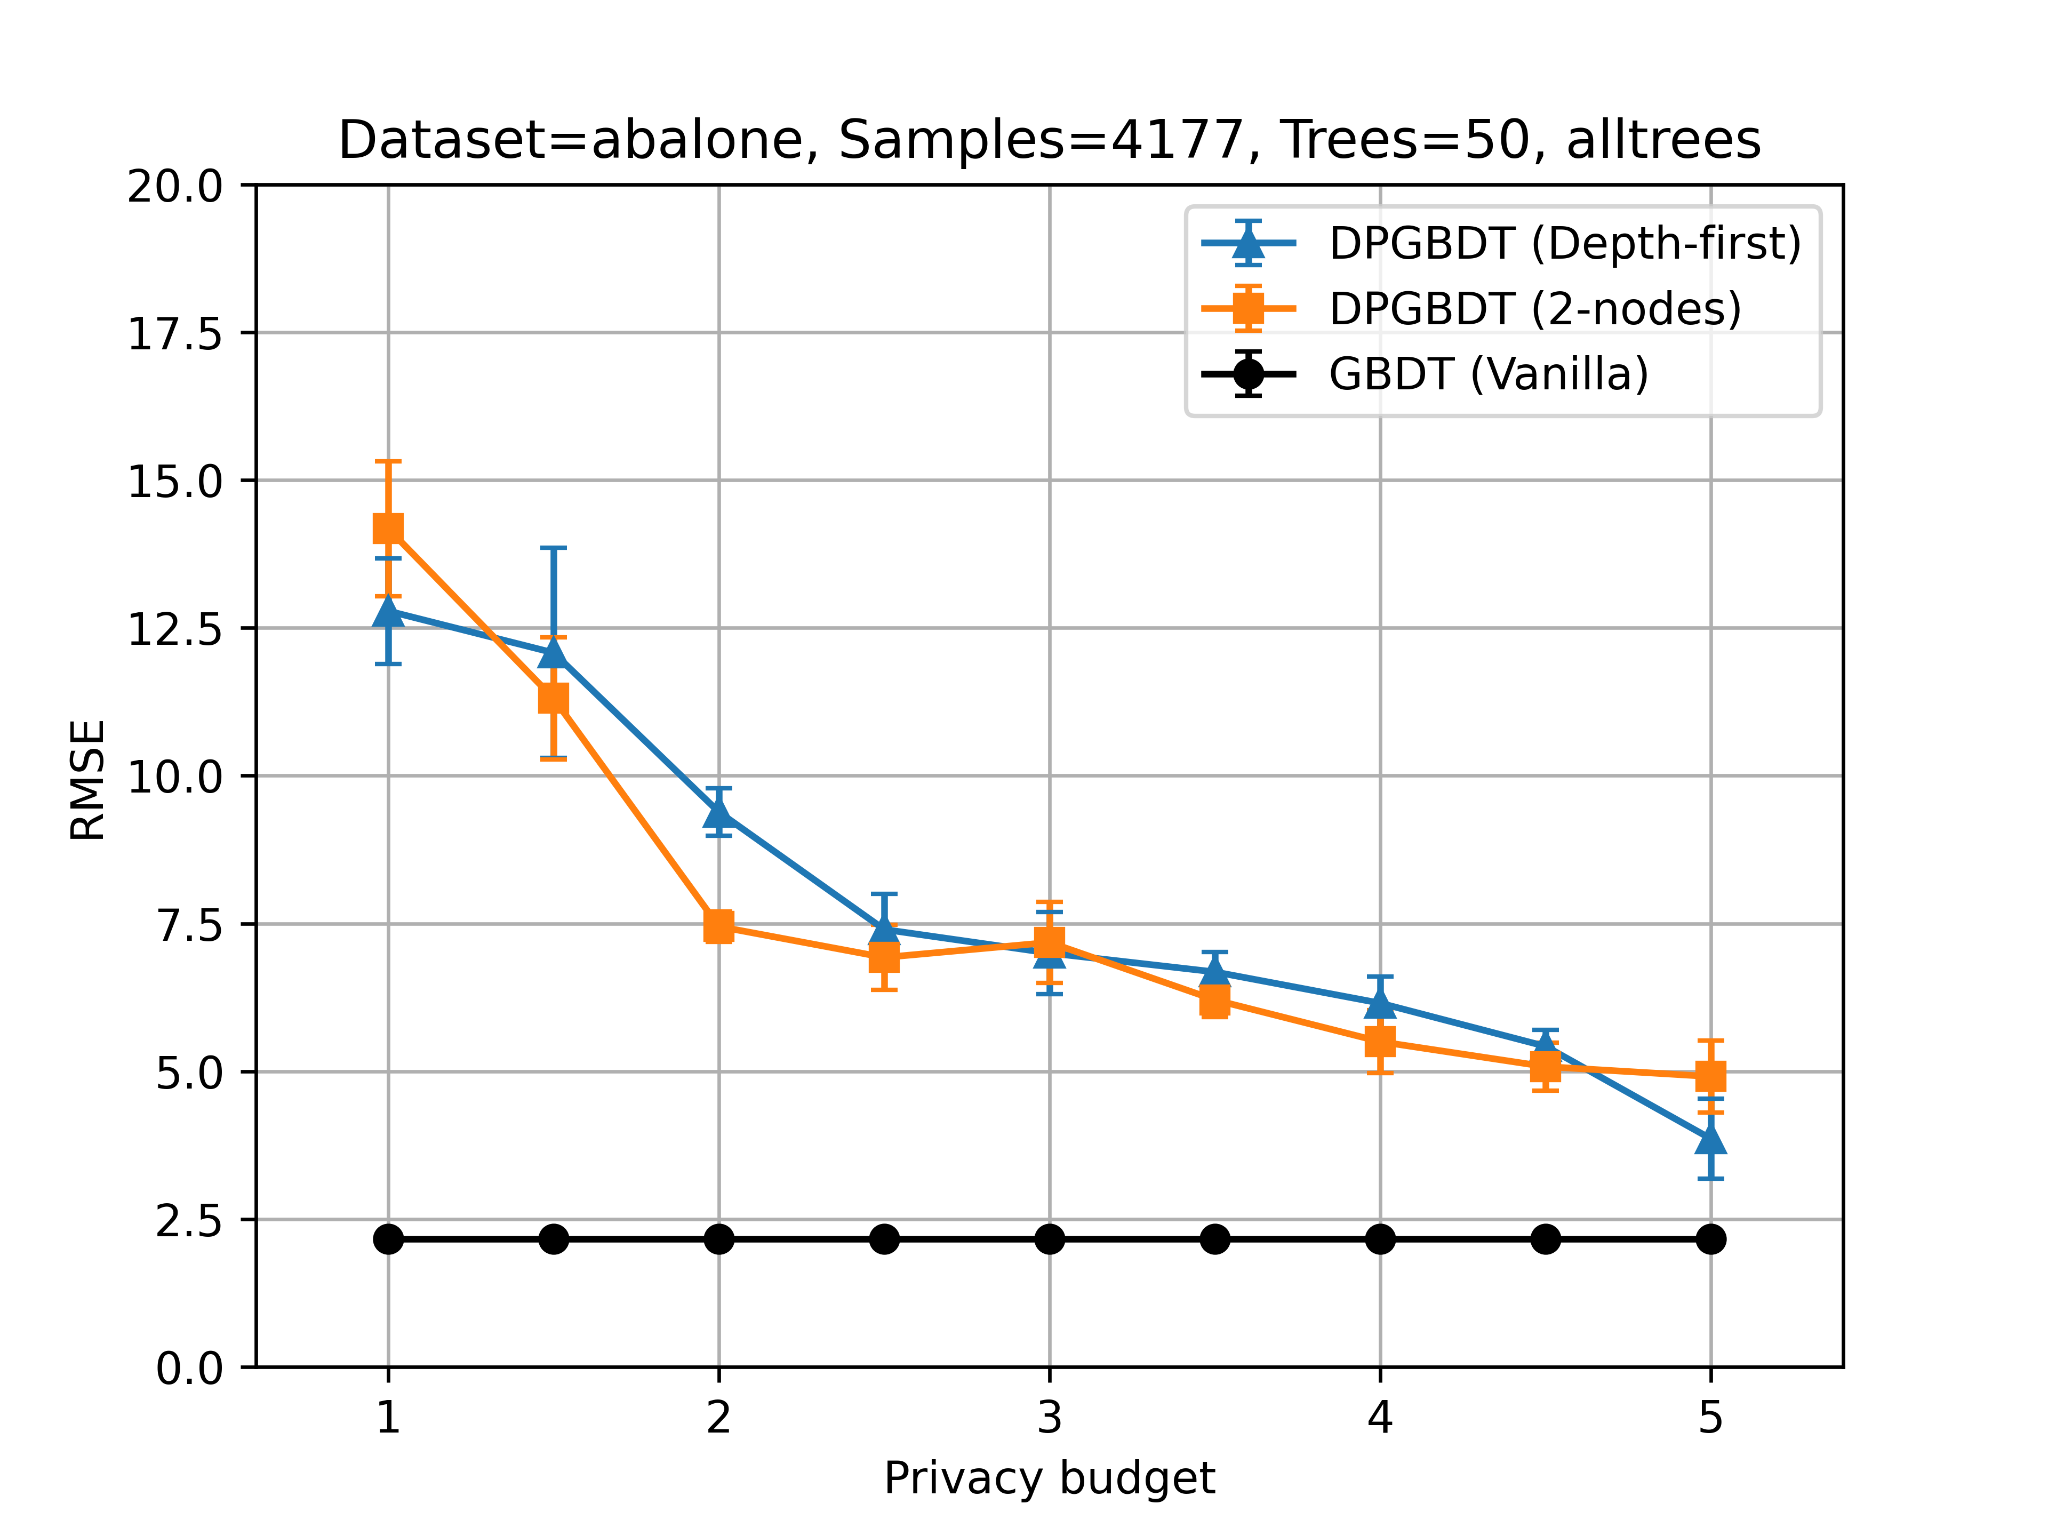 Dataset=abalone, Samples=4177, Trees=50, alltrees
20.0
17.5
15.0
12.5
10.0
7.5
5.0
2.5
0.0
RMSE
DPGBDT (Depth-first)
DPGBDT (2-nodes)
GBDT (Vanilla)
1 2 3 4 5
Privacy budget